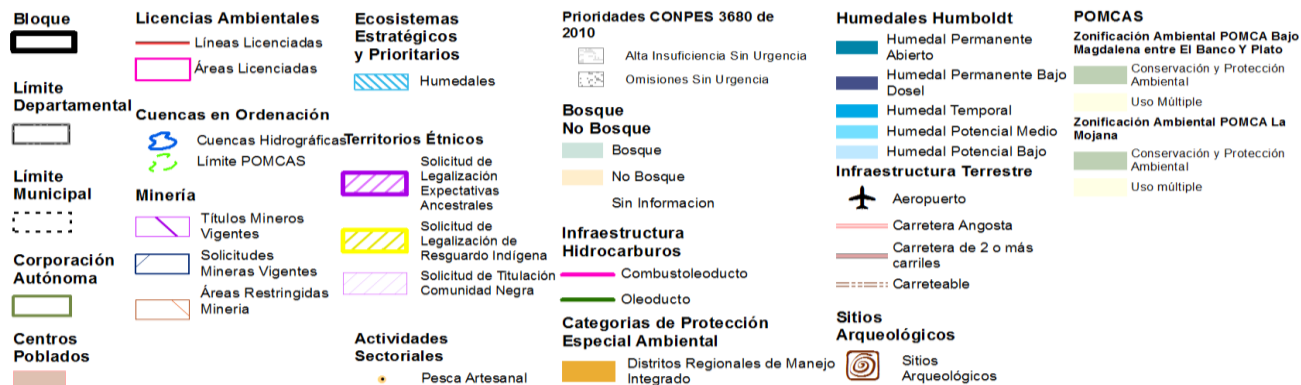 Bloque
Límite
Departamental
Límite
Municipal
Corporación
Autónoma
Centros
Poblados
Licencias Ambientales
Líneas Licenciadas
Áreas Licenciadas
Cuencas en Ordenación
Cuencas Hidrográficas
Límite POMCAS
Minería
Títulos Mineros
Vigentes
Solicitudes
Mineras Vigentes
Áreas Restringidas
Mineria
Ecosistemas
Estratégicos
y Prioritarios
Humedales
Territorios Étnicos
Solicitud de
Legalización
Expectativas
Ancestrales
Solicitud de
Legalización de
Resguardo Indígena
Solicitud de Titulación
Comunidad Negra
Actividades
Sectoriales
Pesca Artesanal
Prioridades CONPES 3680 de
2010
Alta Insuficiencia Sin Urgencia
Omisiones Sin Urgencia
Bosque
No Bosque
Bosque
No Bosque
Sin Informacion
Infraestructura
Hidrocarburos
Combustoleoducto
Oleoducto
Categorias de Protección
Especial Ambiental
Distritos Regionales de Manejo
Integrado
Humedales Humboldt
Humedal Permanente
Abierto
Humedal Permanente Bajo
Dosel
Humedal Temporal
Humedal Potencial Medio
Humedal Potencial Bajo
Infraestructura Terrestre
Aeropuerto
Carretera Angosta
Carretera de 2 o más
carriles
Carreteable
Sitios
Arqueológicos
Sitios
Arqueológicos
POMCAS
Zonificación Ambiental POMCA Bajo
Magdalena entre El Banco Y Plato
Conservación y Protección
Ambiental
Uso Múltiple
Zonificación Ambiental POMCA La
Mojana
Conservación y Protección
Ambiental
Uso múltiple